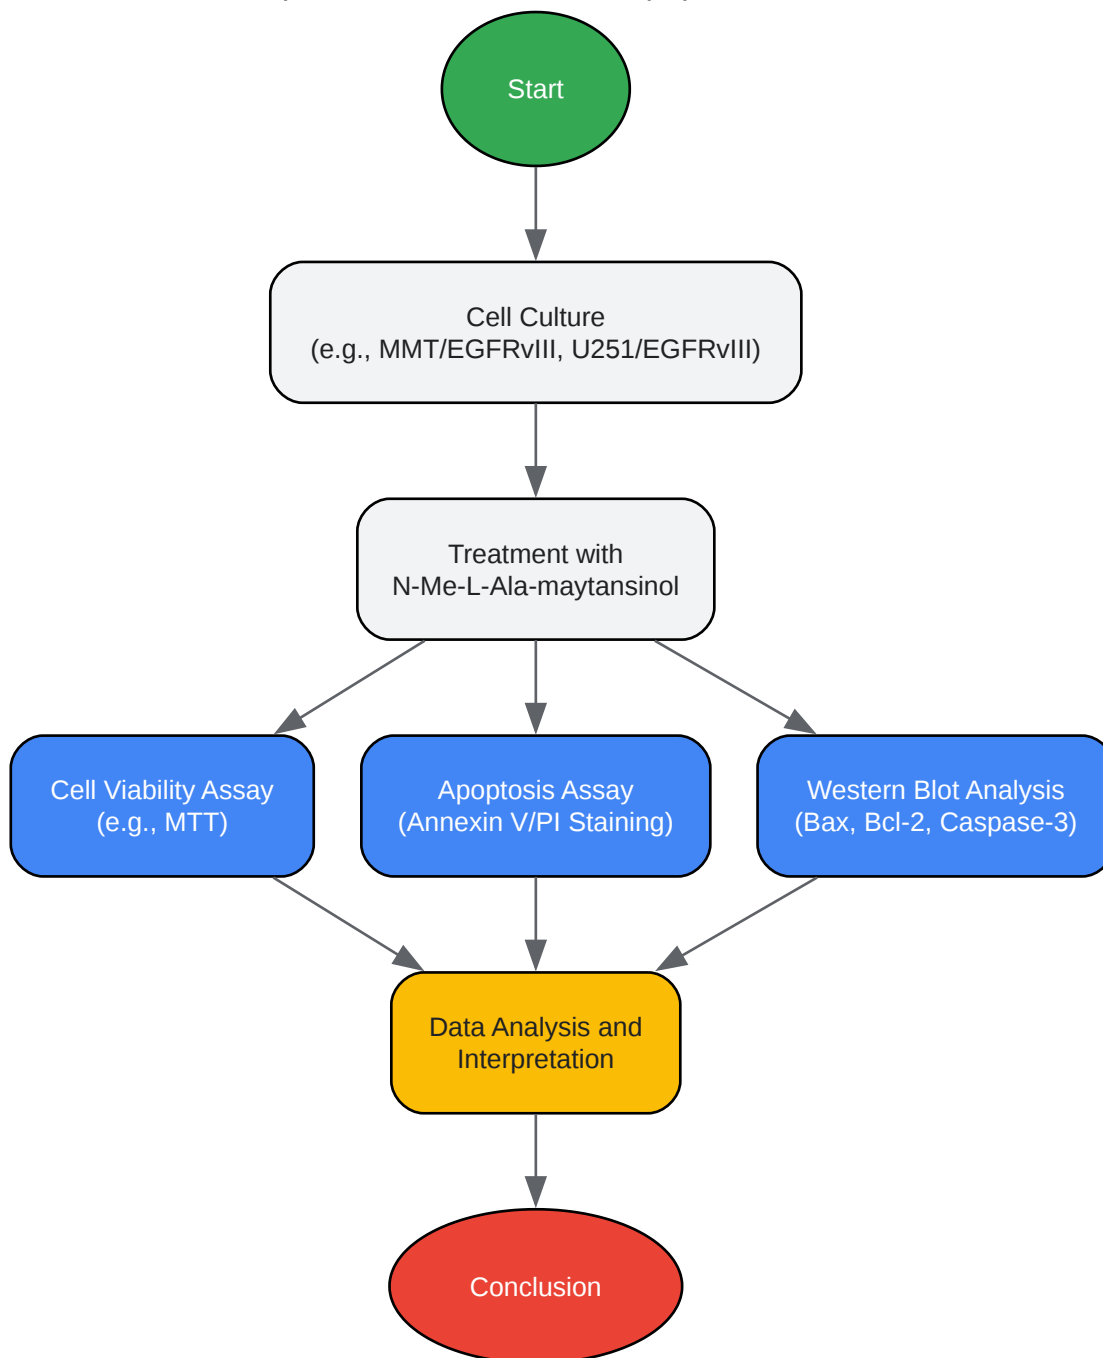 Start
Cell Culture
(e.g., MMT/EGFRvIII, U251/EGFRvIII)
Treatment with
N-Me-L-Ala-maytansinol
Cell Viability Assay
(e.g., MTT)
Apoptosis Assay
(Annexin V/PI Staining)
Western Blot Analysis
(Bax, Bcl-2, Caspase-3)
Data Analysis and
Interpretation
Conclusion